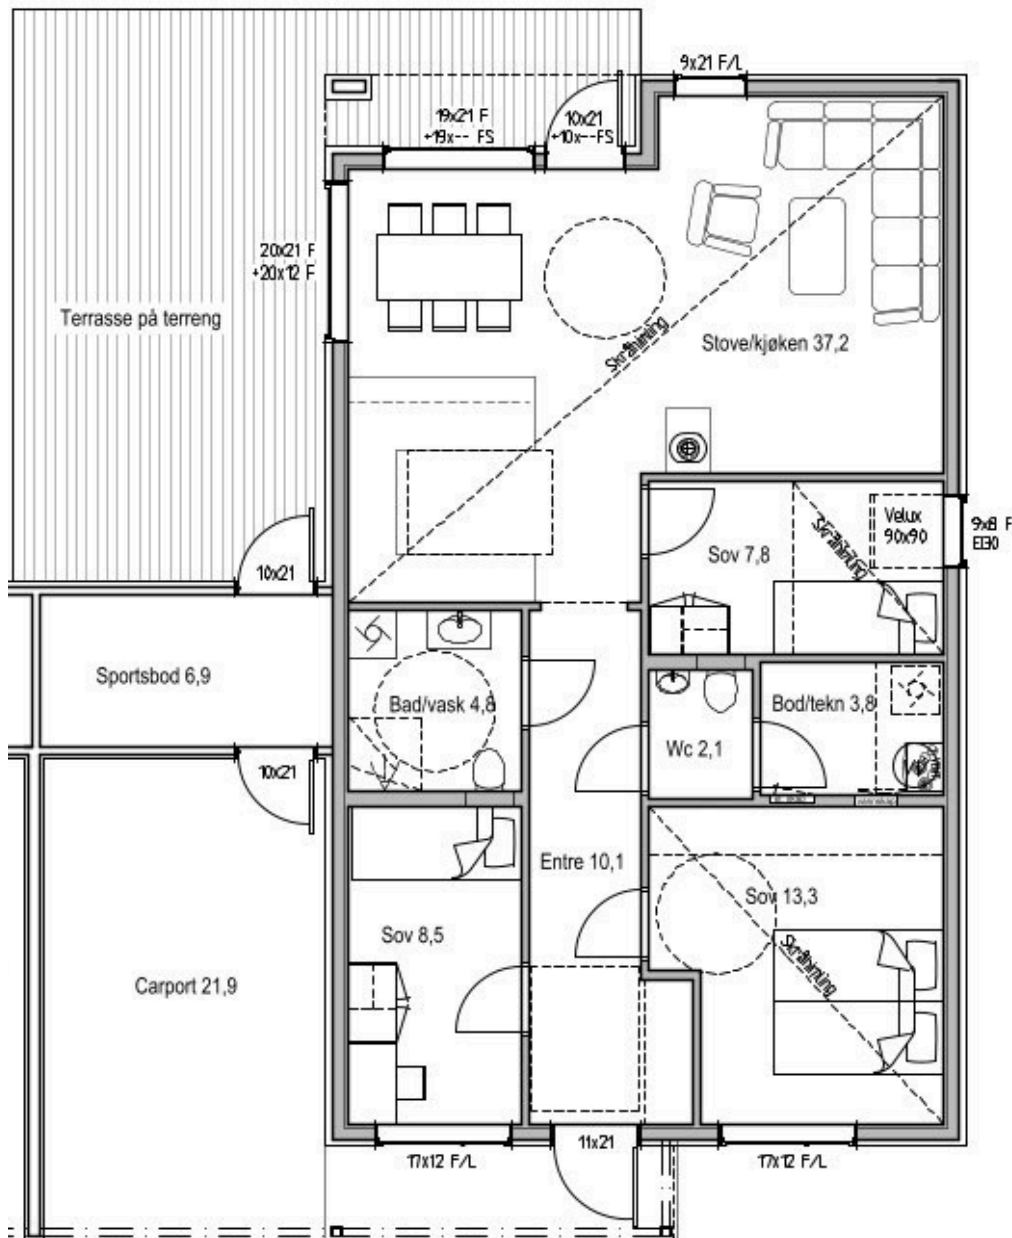 9x21 F/L
19x21 F
+19x-- FS
10x21
+10x--FS
20x21 F
+20x12 F
Terrasse på terreng
Skråhimling
Stove/kjøken 37,2
Velux
90x90
9x8 F
EI30
Sov 7,8
Skråhimling
10x21
Sportsbod 6,9
Bad/vask 4,8
Bod/tekn 3,8
Wc 2,1
10x21
Entre 10,1
Sov 13,3
Sov 8,5
Skråhimling
Carport 21,9
17x12 F/L
11x21
17x12 F/L